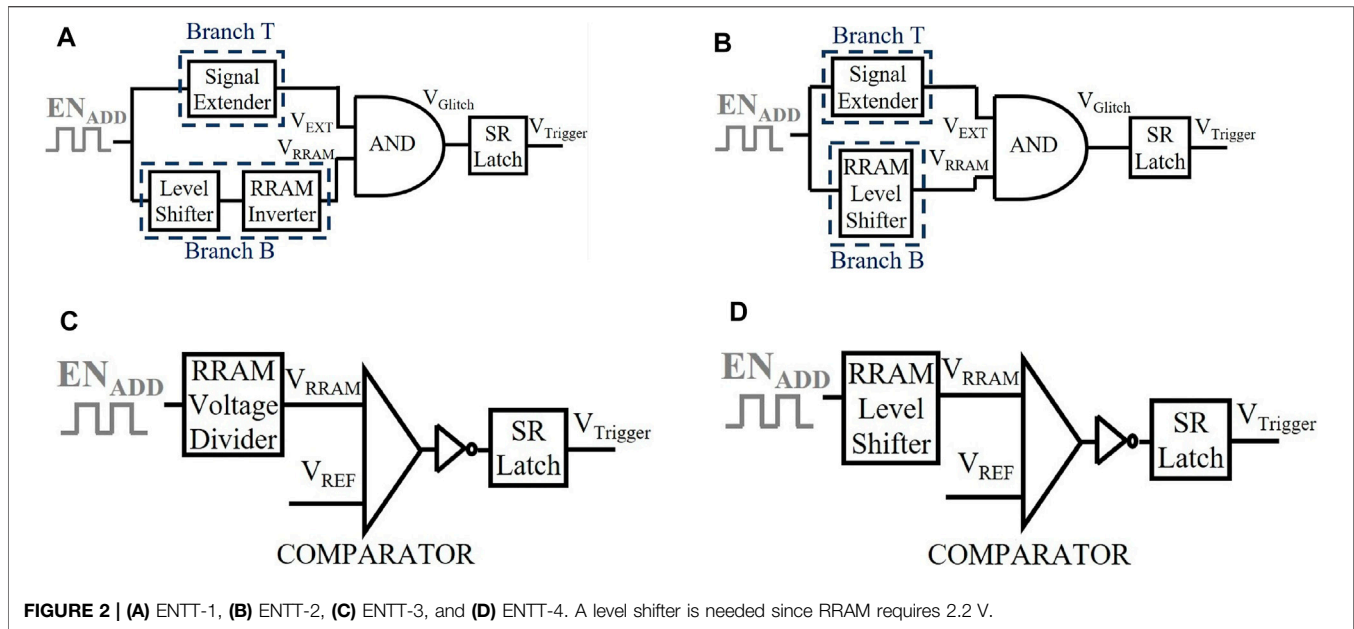 A
Branch T
Signal
Extender
EN_ADD
V_EXT
V_RRAM
V_Glitch
AND
SR
Latch
V_Trigger
Level
Shifter
RRAM
Inverter
Branch B
B
Branch T
Signal
Extender
EN_ADD
V_EXT
V_RRAM
V_Glitch
AND
SR
Latch
V_Trigger
RRAM
Level
Shifter
Branch B
C
EN_ADD
RRAM
Voltage
Divider
V_RRAM
V_REF
SR
Latch
V_Trigger
COMPARATOR
D
EN_ADD
RRAM
Level
Shifter
V_RRAM
V_REF
SR
Latch
V_Trigger
COMPARATOR
FIGURE 2 | (A) ENTT-1, (B) ENTT-2, (C) ENTT-3, and (D) ENTT-4. A level shifter is needed since RRAM requires 2.2 V.